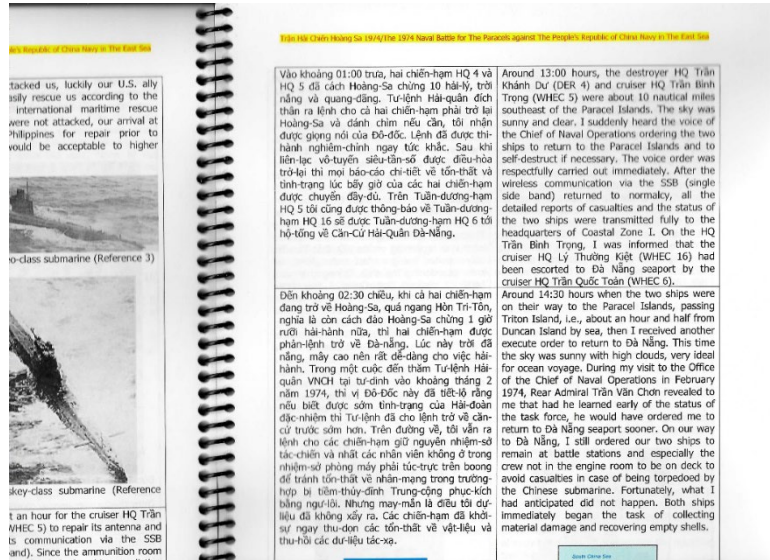 e's Republic of China Navy in The East Sea
ttacked us, luckily our U.S. ally
asily rescue us according to the
international maritime rescue
were not attacked, our arrival at
Philippines for repair prior to
would be acceptable to higher
o-class submarine (Reference 3)
skey-class submarine (Reference
t an hour for the cruiser HQ Trần
WHEC 5) to repair its antenna and
s communication via the SSB
and). Since the ammunition room
Trận Hải Chiến Hoàng Sa 1974/The 1974 Naval Battle for The Paracels against The People's Republic of China Navy in The East Sea
Vào khoảng 01:00 trưa, hai chiến-hạm HQ 4 và
HQ 5 đã cách Hoàng-Sa chừng 10 hải-lý, trời
nắng và quang-đãng. Tư-lệnh Hải-quân đích
thân ra lệnh cho cả hai chiến-hạm phải trở lại
Hoàng-Sa và đánh chìm nếu cần, tôi nhận
được giọng nói của Đô-đốc. Lệnh đã được thi-
hành nghiêm-chỉnh ngay tức khắc. Sau khi
liên-lạc vô-tuyến siêu-tần-số được điều-hòa
trở-lại thì mọi báo-cáo chi-tiết về tổn-thất và
tình-trạng lúc bấy giờ của các hai chiến-hạm
được chuyển đầy-đủ. Trên Tuần-dương-hạm
HQ 5 tôi cũng được thông-báo về Tuần-dương-
hạm HQ 16 sẽ được Tuần-dương-hạm HQ 6 tới
hộ-tống về Căn-Cứ Hải-Quân Đà-Nẵng.
Around 13:00 hours, the destroyer HQ Trần
Khánh Dư (DER 4) and cruiser HQ Trần Bình
Trọng (WHEC 5) were about 10 nautical miles
southeast of the Paracel Islands. The sky was
sunny and clear. I suddenly heard the voice of
the Chief of Naval Operations ordering the two
ships to return to the Paracel Islands and to
self-destruct if necessary. The voice order was
respectfully carried out immediately. After the
wireless communication via the SSB (single
side band) returned to normalcy, all the
detailed reports of casualties and the status of
the two ships were transmitted fully to the
headquarters of Coastal Zone I. On the HQ
Trần Bình Trọng, I was informed that the
cruiser HQ Lý Thường Kiệt (WHEC 16) had
been escorted to Đà Nẵng seaport by the
cruiser HQ Trần Quốc Toản (WHEC 6).
Đến khoảng 02:30 chiều, khi cả hai chiến-hạm
đang trở về Hoàng-Sa, quá ngang Hòn Tri-Tôn,
nghĩa là còn cách đảo Hoàng-Sa chừng 1 giờ
rưỡi hải-hành nữa, thì hai chiến-hạm được
phản-lệnh trở về Đà-nẵng. Lúc này trời đã
nắng, mây cao nên rất dễ-dàng cho việc hải-
hành. Trong một cuộc đến thăm Tư-lệnh Hải-
quân VNCH tại tư-dinh vào khoảng tháng 2
năm 1974, thì vị Đô-Đốc này đã tiết-lộ rằng
nếu biết được sớm tình-trạng của Hải-đoàn
đặc-nhiệm thì Tư-lệnh đã cho lệnh trở về căn-
cứ trước sớm hơn. Trên đường về, tôi vẫn ra
lệnh cho các chiến-hạm giữ nguyên nhiệm-sở
tác-chiến và nhất các nhân viên không ở trong
nhiệm-sở phòng máy phải túc-trực trên boong
để tránh tổn-thất về nhân-mạng trong trường-
hợp bị tiềm-thủy-đỉnh Trung-cộng phục-kích
bằng ngư-lôi. Nhưng may-mắn là điều tôi dự-
liệu đã không xẩy ra. Các chiến-hạm đã khởi-
sự ngay thu-dọn các tổn-thất về vật-liệu và
thu-hồi các dư-liệu tác-xạ.
Around 14:30 hours when the two ships were
on their way to the Paracel Islands, passing
Triton Island, i.e., about an hour and half from
Duncan Island by sea, then I received another
execute order to return to Đà Nẵng. This time
the sky was sunny with high clouds, very ideal
for ocean voyage. During my visit to the Office
of the Chief of Naval Operations in February
1974, Rear Admiral Trần Văn Chơn revealed to
me that had he learned early of the status of
the task force, he would have ordered me to
return to Đà Nẵng seaport sooner. On our way
to Đà Nẵng, I still ordered our two ships to
remain at battle stations and especially the
crew not in the engine room to be on deck to
avoid casualties in case of being torpedoed by
the Chinese submarine. Fortunately, what I
had anticipated did not happen. Both ships
immediately began the task of collecting
material damage and recovering empty shells.
South China Sea